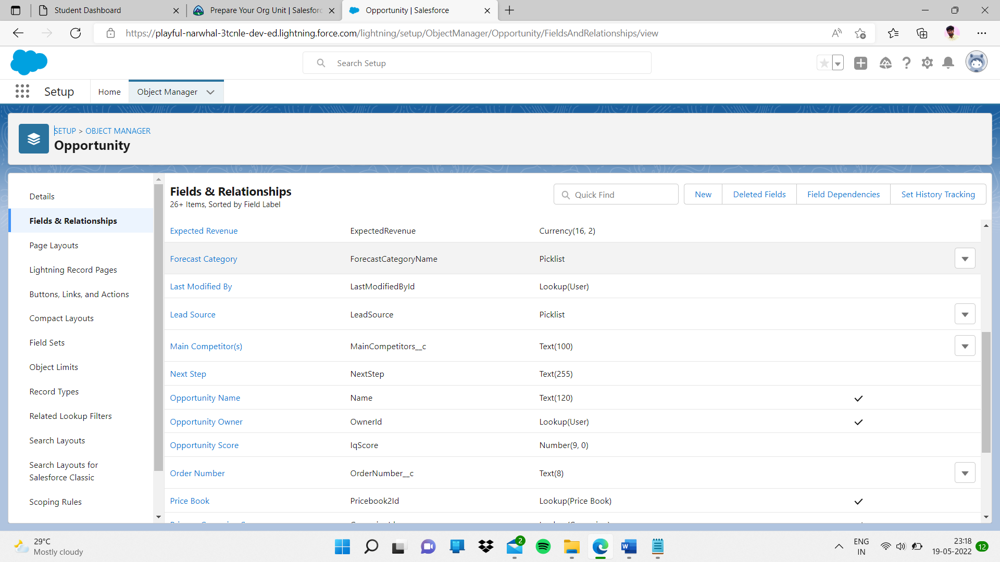 Student Dashboard
Prepare Your Org Unit | Salesforc
Opportunity | Salesforce
https://playful-narwhal-3tcnle-dev-ed.lightning.force.com/lightning/setup/ObjectManager/Opportunity/FieldsAndRelationships/view
Search Setup
Setup
Home
Object Manager
SETUP > OBJECT MANAGER
Opportunity
Details
Fields & Relationships
Page Layouts
Lightning Record Pages
Buttons, Links, and Actions
Compact Layouts
Field Sets
Object Limits
Record Types
Related Lookup Filters
Search Layouts
Search Layouts for
Salesforce Classic
Scoping Rules
Fields & Relationships
26+ Items, Sorted by Field Label
Quick Find
New
Deleted Fields
Field Dependencies
Set History Tracking
Expected Revenue ExpectedRevenue Currency(16, 2)
Forecast Category ForecastCategoryName Picklist
Last Modified By LastModifiedById Lookup(User)
Lead Source LeadSource Picklist
Main Competitor(s) MainCompetitors__c Text(100)
Next Step NextStep Text(255)
Opportunity Name Name Text(120)
Opportunity Owner OwnerId Lookup(User)
Opportunity Score IqScore Number(9, 0)
Order Number OrderNumber__c Text(8)
Price Book Pricebook2Id Lookup(Price Book)
29°C
Mostly cloudy
2
W
ENG
IN
23:18
19-05-2022
12